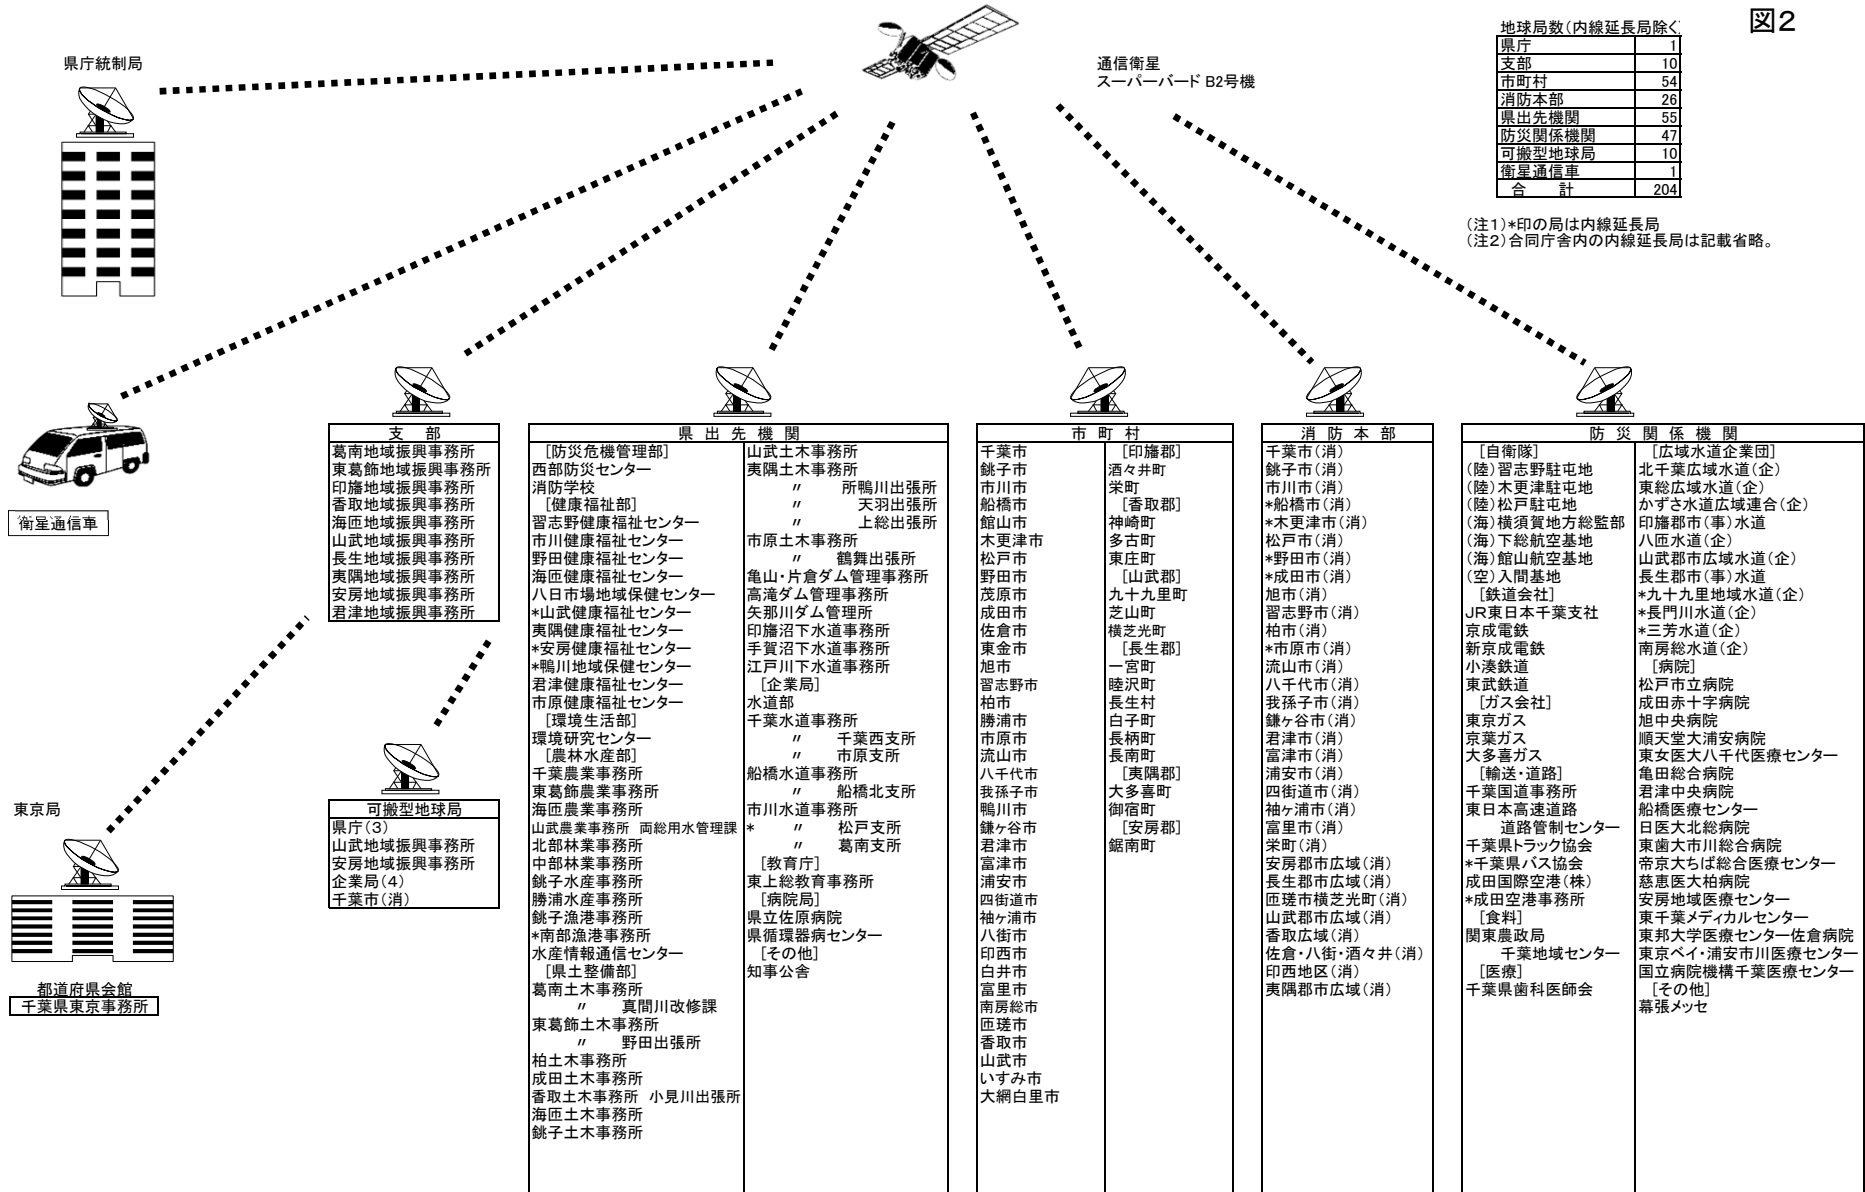 図2
県庁統制局
通信衛星
スーパーバード B2号機
地球局数(内線延長局除く)
県庁 1
支部 10
市町村 54
消防本部 26
県出先機関 55
防災関係機関 47
可搬型地球局 10
衛星通信車 1
合 計 204
(注1)*印の局は内線延長局
(注2)合同庁舎内の内線延長局は記載省略。
衛星通信車
支 部
葛南地域振興事務所
東葛飾地域振興事務所
印旛地域振興事務所
香取地域振興事務所
海匝地域振興事務所
山武地域振興事務所
長生地域振興事務所
夷隅地域振興事務所
安房地域振興事務所
君津地域振興事務所
可搬型地球局
県庁(3)
山武地域振興事務所
安房地域振興事務所
企業局(4)
千葉市(消)
東京局
都道府県会館
千葉県東京事務所
県 出 先 機 関
[防災危機管理部]
西部防災センター
消防学校
[健康福祉部]
習志野健康福祉センター
市川健康福祉センター
野田健康福祉センター
海匝健康福祉センター
八日市場地域保健センター
*山武健康福祉センター
夷隅健康福祉センター
*安房健康福祉センター
*鴨川地域保健センター
君津健康福祉センター
市原健康福祉センター
[環境生活部]
環境研究センター
[農林水産部]
千葉農業事務所
東葛飾農業事務所
海匝農業事務所
山武農業事務所 両総用水管理課
北部林業事務所
中部林業事務所
銚子水産事務所
勝浦水産事務所
銚子漁港事務所
*南部漁港事務所
水産情報通信センター
[県土整備部]
葛南土木事務所
〃 真間川改修課
東葛飾土木事務所
〃 野田出張所
柏土木事務所
成田土木事務所
香取土木事務所 小見川出張所
海匝土木事務所
銚子土木事務所
山武土木事務所
夷隅土木事務所
〃 所鴨川出張所
〃 天羽出張所
〃 上総出張所
市原土木事務所
〃 鶴舞出張所
亀山・片倉ダム管理事務所
高滝ダム管理事務所
矢那川ダム管理所
印旛沼下水道事務所
手賀沼下水道事務所
江戸川下水道事務所
[企業局]
水道部
千葉水道事務所
〃 千葉西支所
〃 市原支所
船橋水道事務所
〃 船橋北支所
市川水道事務所
* 〃 松戸支所
〃 葛南支所
[教育庁]
東上総教育事務所
[病院局]
県立佐原病院
県循環器病センター
[その他]
知事公舎
市 町 村
千葉市
銚子市
市川市
船橋市
館山市
木更津市
松戸市
野田市
茂原市
成田市
佐倉市
東金市
旭市
習志野市
柏市
勝浦市
市原市
流山市
八千代市
我孫子市
鴨川市
鎌ヶ谷市
君津市
富津市
浦安市
四街道市
袖ヶ浦市
八街市
印西市
白井市
富里市
南房総市
匝瑳市
香取市
山武市
いすみ市
大網白里市
[印旛郡]
酒々井町
栄町
[香取郡]
神崎町
多古町
東庄町
[山武郡]
九十九里町
芝山町
横芝光町
[長生郡]
一宮町
睦沢町
長生村
白子町
長柄町
長南町
[夷隅郡]
大多喜町
御宿町
[安房郡]
鋸南町
消 防 本 部
千葉市(消)
銚子市(消)
市川市(消)
*船橋市(消)
*木更津市(消)
松戸市(消)
*野田市(消)
*成田市(消)
旭市(消)
習志野市(消)
柏市(消)
*市原市(消)
流山市(消)
八千代市(消)
我孫子市(消)
鎌ケ谷市(消)
君津市(消)
富津市(消)
浦安市(消)
四街道市(消)
袖ヶ浦市(消)
富里市(消)
栄町(消)
安房郡市広域(消)
長生郡市広域(消)
匝瑳市横芝光町(消)
山武郡市広域(消)
香取広域(消)
佐倉・八街・酒々井(消)
印西地区(消)
夷隅郡市広域(消)
防 災 関 係 機 関
[自衛隊]
(陸)習志野駐屯地
(陸)木更津駐屯地
(陸)松戸駐屯地
(海)横須賀地方総監部
(海)下総航空基地
(海)館山航空基地
(空)入間基地
[鉄道会社]
JR東日本千葉支社
京成電鉄
新京成電鉄
小湊鉄道
東武鉄道
[ガス会社]
東京ガス
京葉ガス
大多喜ガス
[輸送・道路]
千葉国道事務所
東日本高速道路
道路管制センター
千葉県トラック協会
*千葉県バス協会
成田国際空港(株)
*成田空港事務所
[食料]
関東農政局
千葉地域センター
[医療]
千葉県歯科医師会
[広域水道企業団]
北千葉広域水道(企)
東総広域水道(企)
かずさ水道広域連合(企)
印旛郡市(事)水道
八匝水道(企)
山武郡市広域水道(企)
長生郡市(事)水道
*九十九里地域水道(企)
*長門川水道(企)
*三芳水道(企)
南房総水道(企)
[病院]
松戸市立病院
成田赤十字病院
旭中央病院
順天堂大浦安病院
東女医大八千代医療センター
亀田総合病院
君津中央病院
船橋医療センター
日医大北総病院
東歯大市川総合病院
帝京大ちば総合医療センター
慈恵医大柏病院
安房地域医療センター
東千葉メディカルセンター
東邦大学医療センター佐倉病院
東京ベイ・浦安市川医療センター
国立病院機構千葉医療センター
[その他]
幕張メッセ